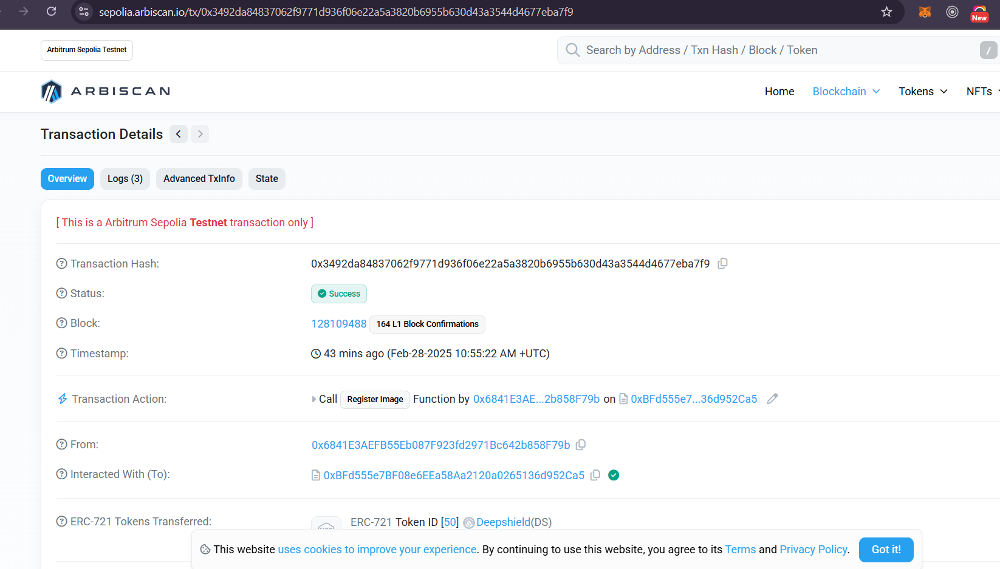 sepolia.arbiscan.io/tx/0x3492da84837062f9771d936f06e22a5a3820b6955b630d43a3544d4677eba7f9
New
Arbitrum Sepolia Testnet
Search by Address / Txn Hash / Block / Token
/
ARBISCAN
Home Blockchain Tokens NFTs
Transaction Details
Overview Logs (3) Advanced TxInfo State
[ This is a Arbitrum Sepolia Testnet transaction only ]
Transaction Hash: 0x3492da84837062f9771d936f06e22a5a3820b6955b630d43a3544d4677eba7f9
Status: Success
Block: 128109488 164 L1 Block Confirmations
Timestamp: 43 mins ago (Feb-28-2025 10:55:22 AM +UTC)
Transaction Action: Call Register Image Function by 0x6841E3AE...2b858F79b on 0xBFd555e7...36d952Ca5
From: 0x6841E3AEFB55Eb087F923fd2971Bc642b858F79b
Interacted With (To): 0xBFd555e7BF08e6EEa58Aa2120a0265136d952Ca5
ERC-721 Tokens Transferred: ERC-721 Token ID [50] Deepshield(DS)
This website uses cookies to improve your experience. By continuing to use this website, you agree to its Terms and Privacy Policy. Got it!